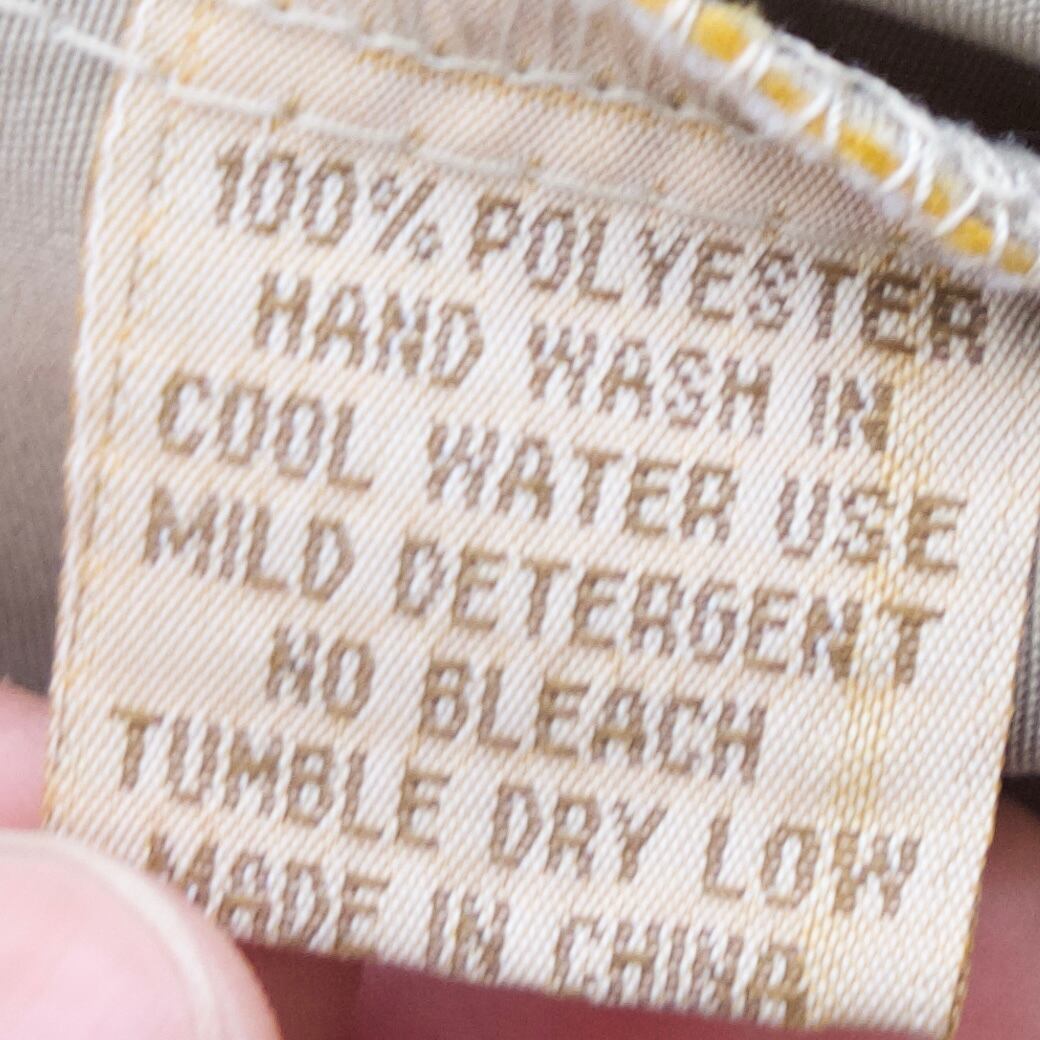 100% POLYESTER
HAND WASH IN
COOL WATER USE
MILD DETERGENT
NO BLEACH
TUMBLE DRY LOW
MADE IN CHINA